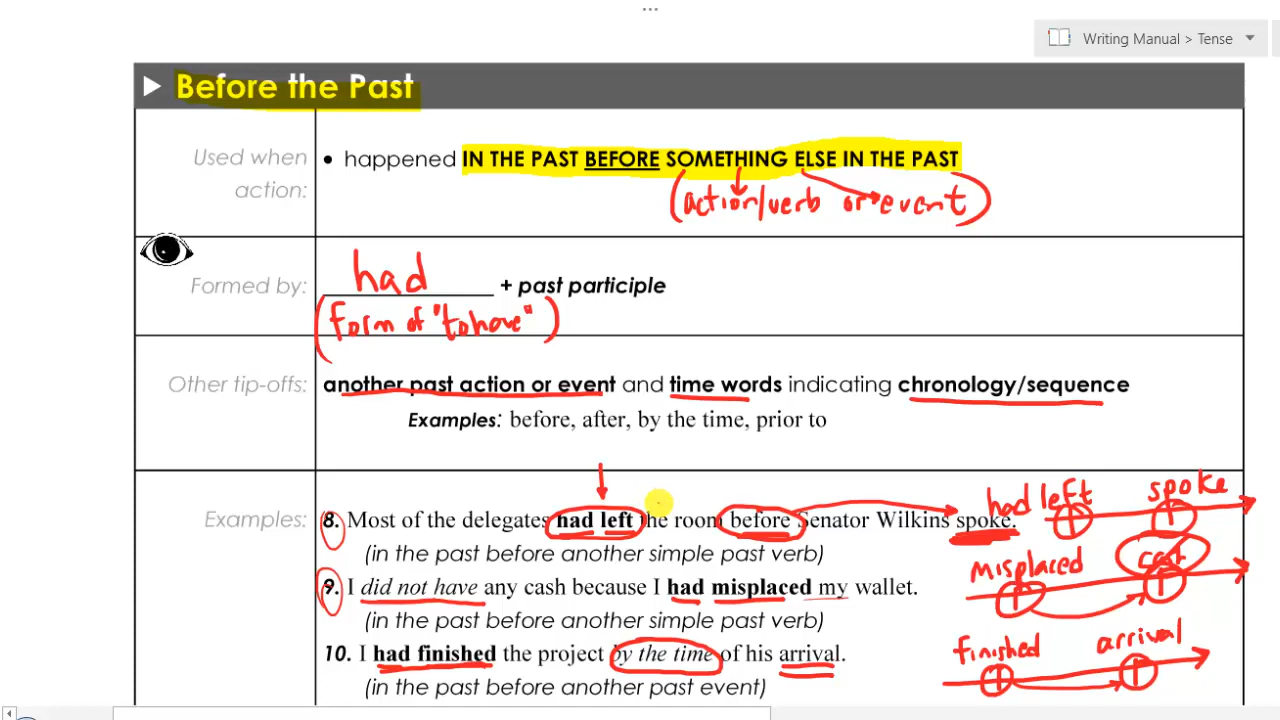 ...
Writing Manual > Tense
Before the Past
Used when action:
• happened IN THE PAST BEFORE SOMETHING ELSE IN THE PAST
(action/verb or event)
Formed by:
had
+ past participle
(form of "to have")
Other tip-offs:
another past action or event and time words indicating chronology/sequence
Examples: before, after, by the time, prior to
Examples:
8. Most of the delegates had left the room before Senator Wilkins spoke.
(in the past before another simple past verb)
9. I did not have any cash because I had misplaced my wallet.
(in the past before another simple past verb)
10. I had finished the project by the time of his arrival.
(in the past before another past event)
had left spoke
misplaced
finished arrival